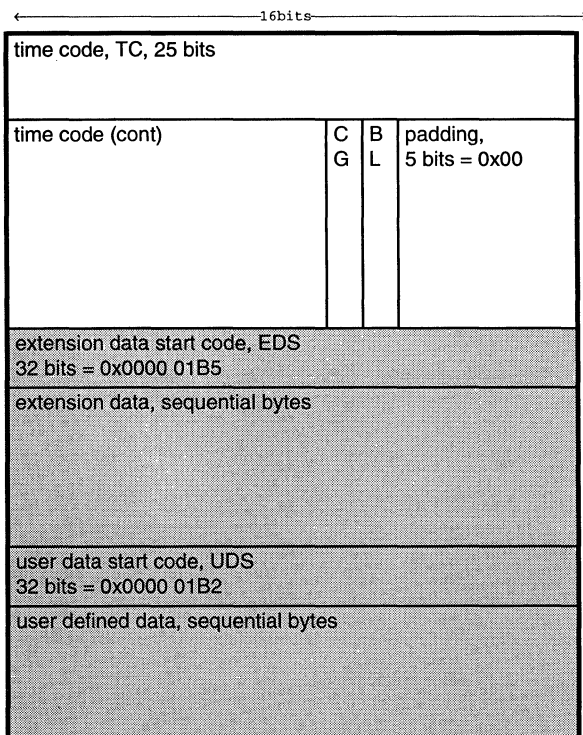 16bits
time code, TC, 25 bits
time code (cont)
C G
B L
padding,
5 bits = 0x00
extension data start code, EDS
32 bits = 0x0000 01B5
extension data, sequential bytes
user data start code, UDS
32 bits = 0x0000 01B2
user defined data, sequential bytes